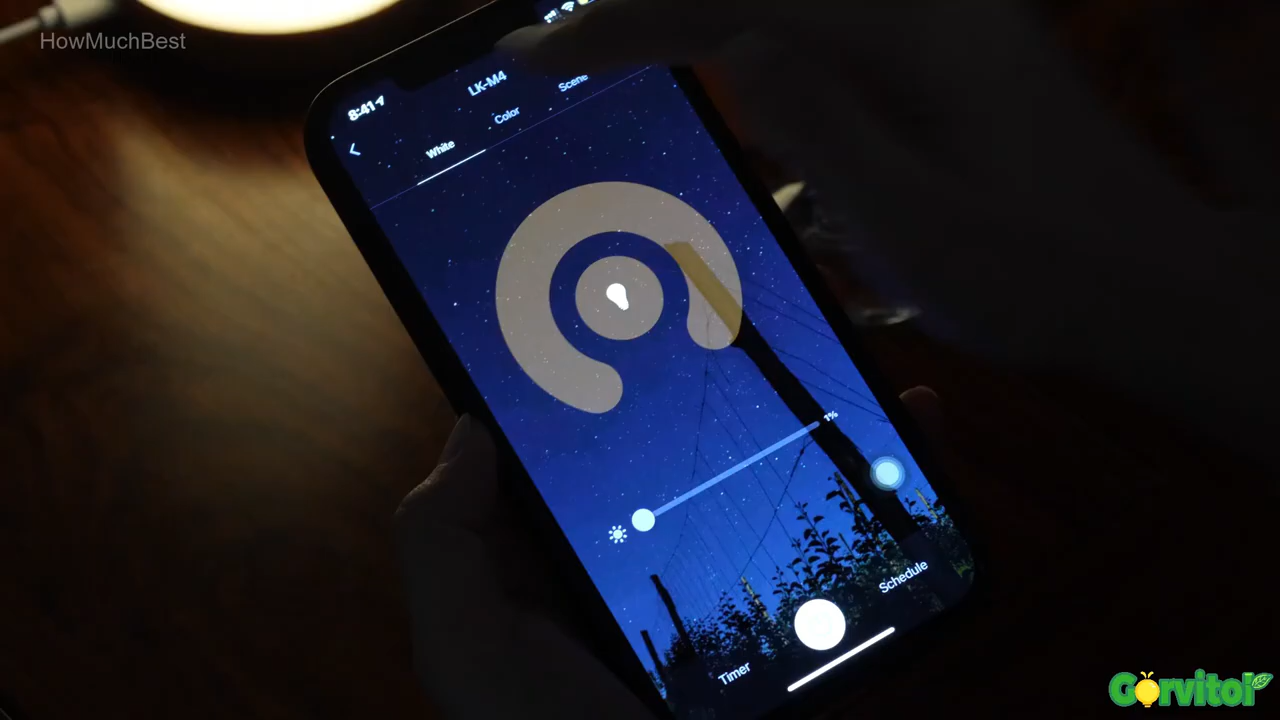 HowMuchBest
8:41
LK-M4
White
Color
Scene
1%
Timer
Schedule
Gorvitol